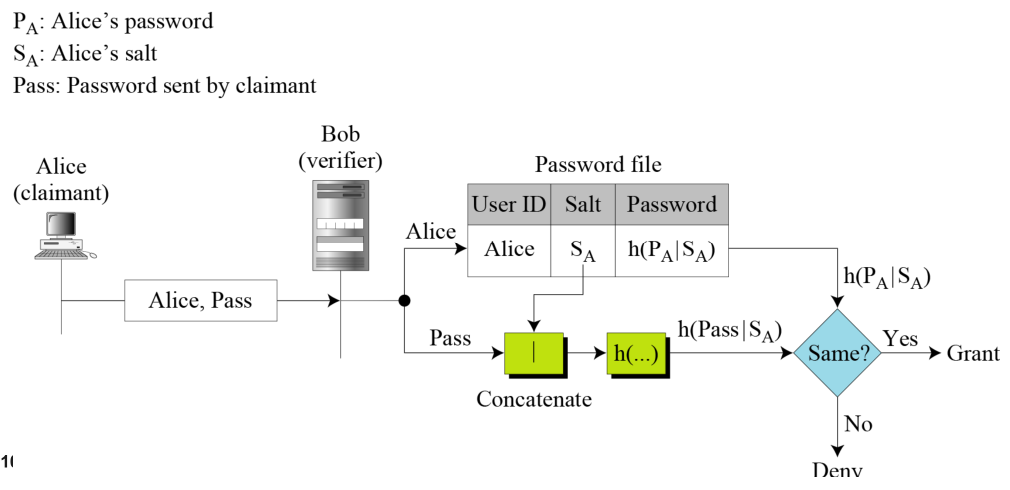 P_A: Alice's password
S_A: Alice's salt
Pass: Password sent by claimant
Bob
(verifier)
Alice
(claimant)
Password file
User ID Salt Password
Alice
Alice S_A h(P_A|S_A)
h(P_A|S_A)
Alice, Pass
Pass
|
h(...)
h(Pass|S_A)
Same?
Yes
Grant
Concatenate
No
Deny